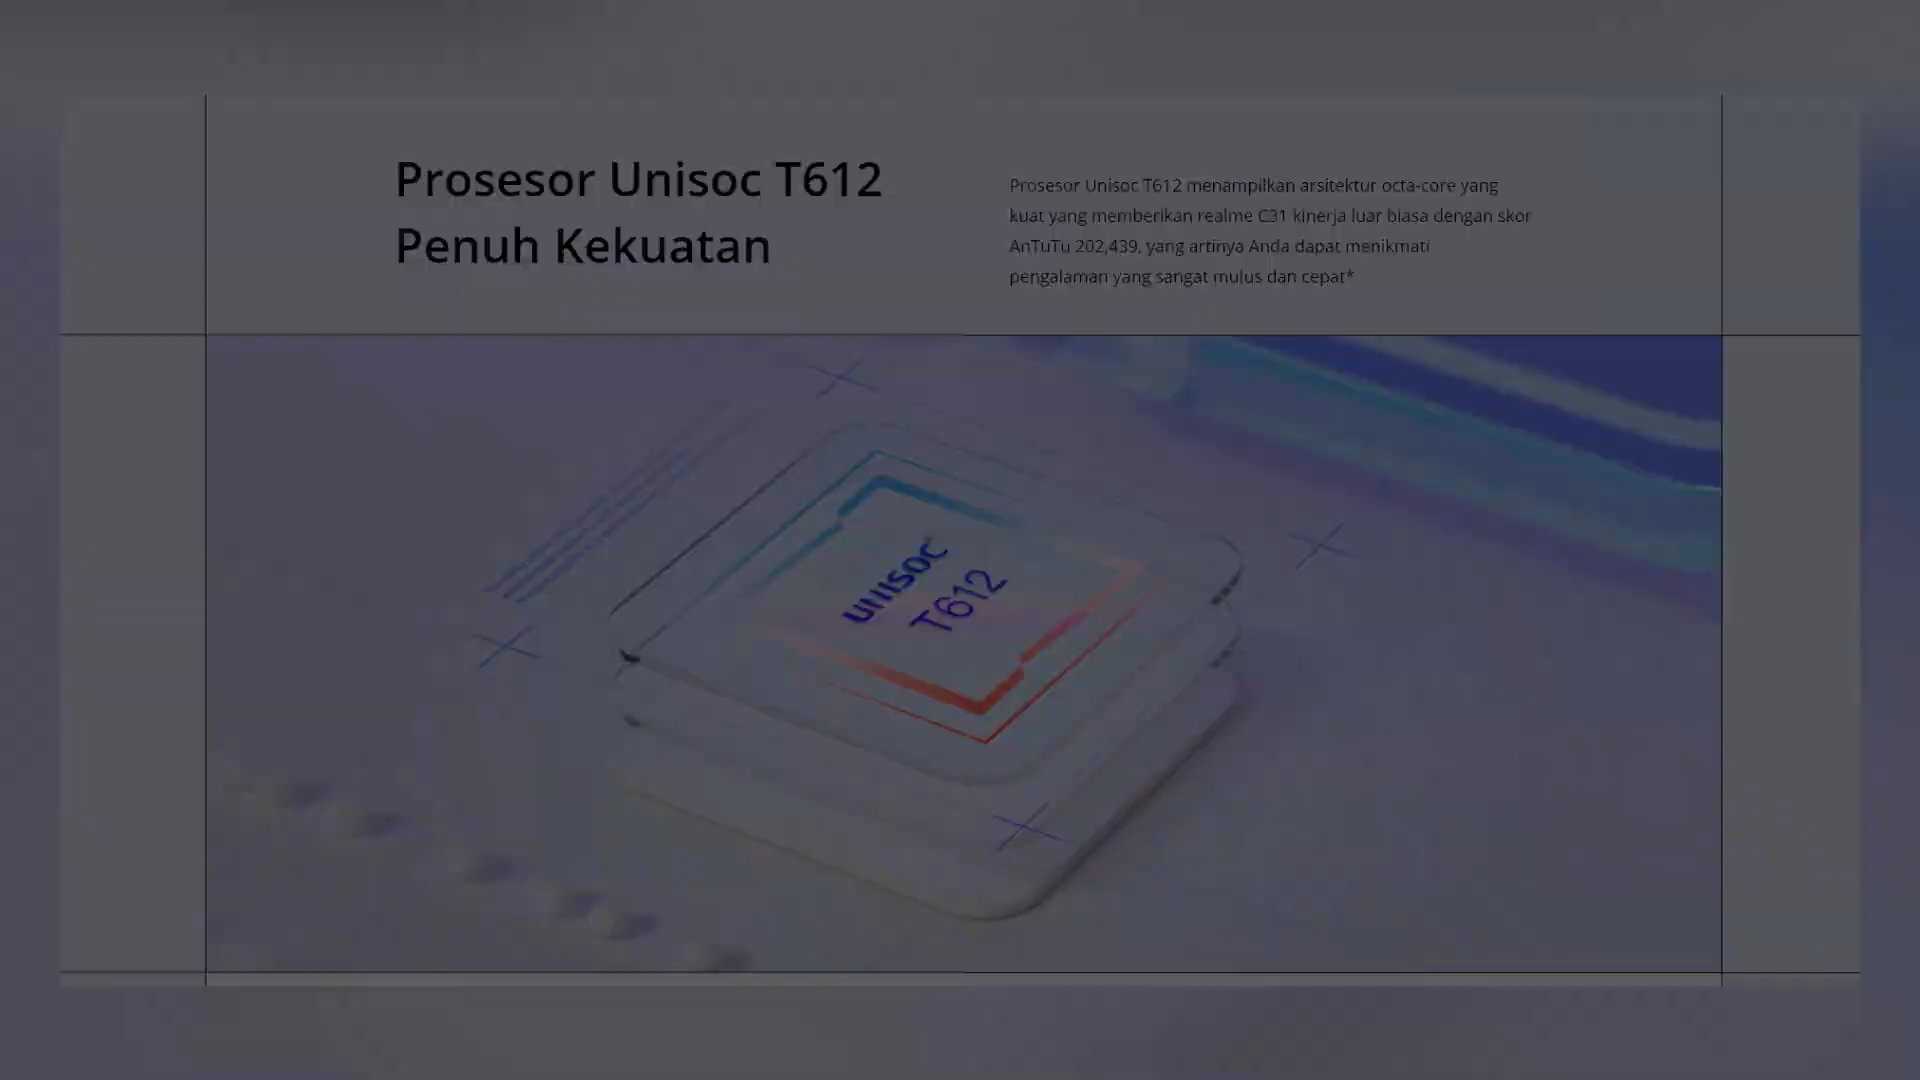 Prosesor Unisoc T612
Penuh Kekuatan
Prosesor Unisoc T612 menampilkan arsitektur octa-core yang
kuat yang memberikan realme C31 kinerja luar biasa dengan skor
AnTuTu 202,439, yang artinya Anda dapat menikmati
pengalaman yang sangat mulus dan cepat*
UNISOC
T612